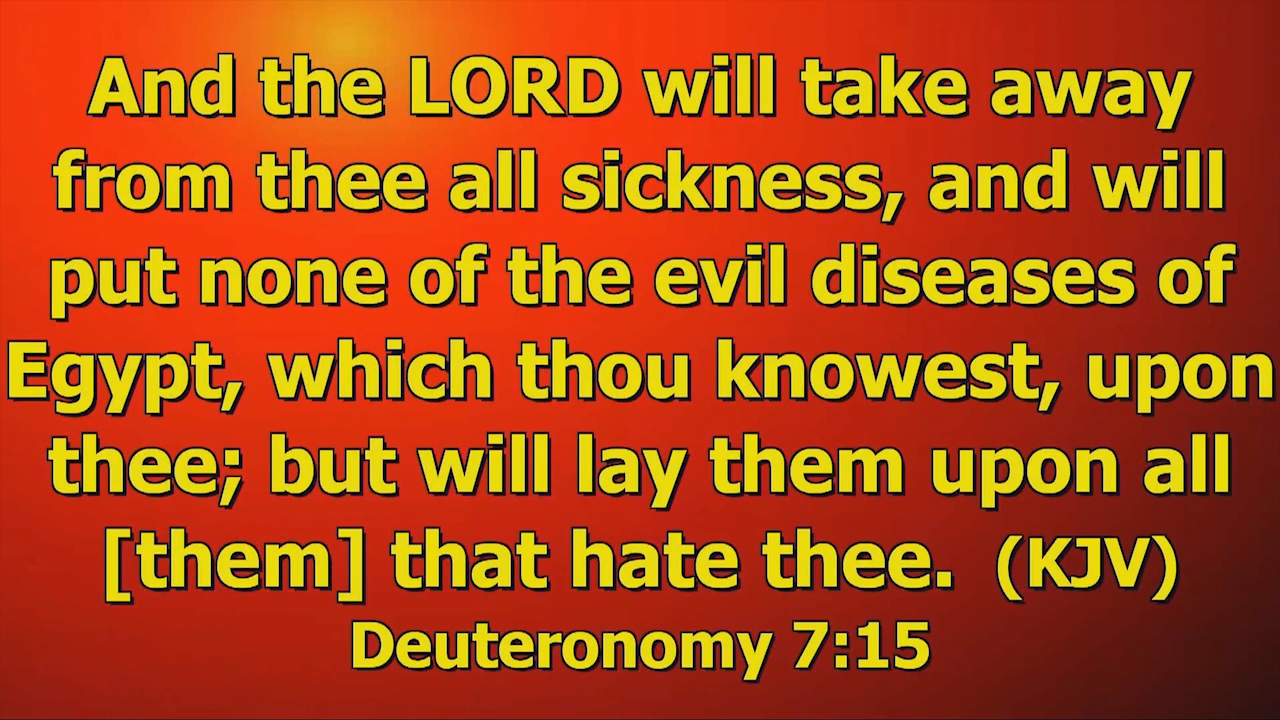 And the LORD will take away
from thee all sickness, and will
put none of the evil diseases of
Egypt, which thou knowest, upon
thee; but will lay them upon all
[them] that hate thee.  (KJV)
Deuteronomy 7:15